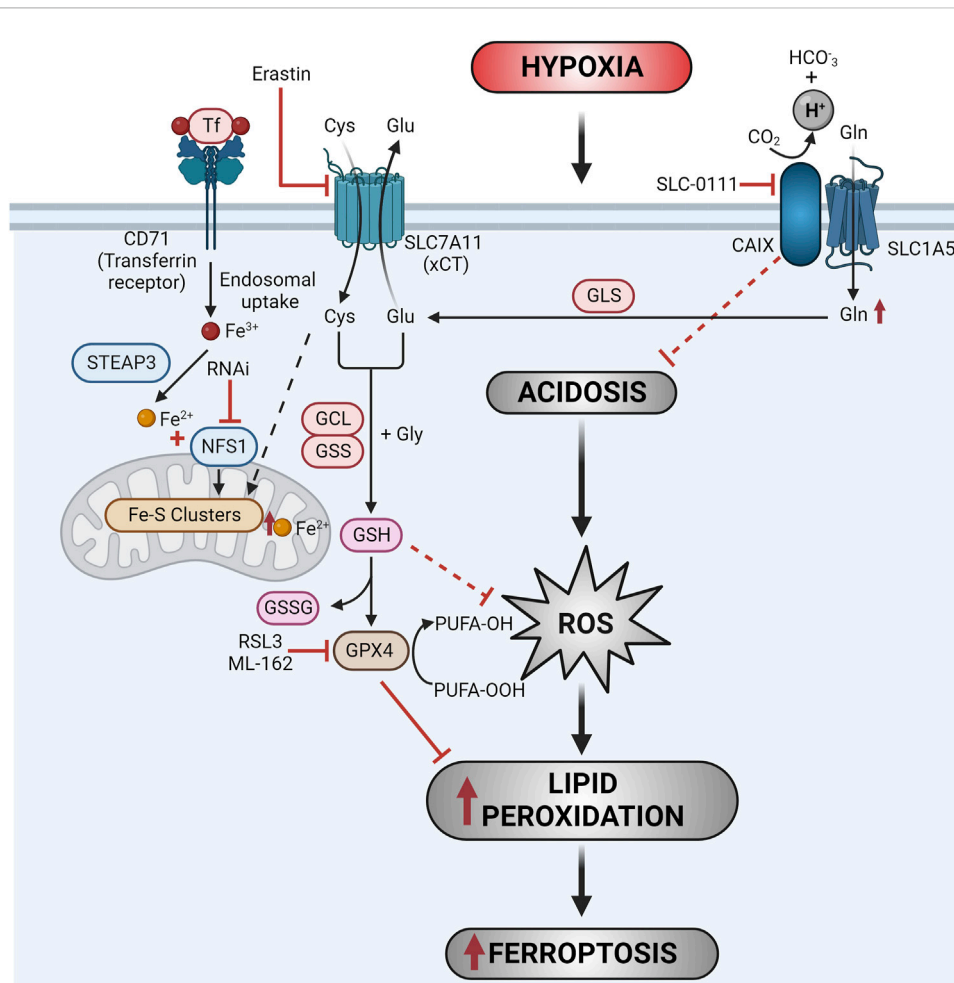 HYPOXIA
HCO⁻₃
+
H⁺
Erastin
Tf
Cys
Glu
CO₂
Gln
SLC-0111
CD71
(Transferrin
receptor)
SLC7A11
(xCT)
CAIX
SLC1A5
Endosomal
uptake
GLS
Cys
Glu
Gln
Fe³⁺
STEAP3
RNAi
ACIDOSIS
Fe²⁺
+
NFS1
GCL
GSS
+ Gly
Fe-S Clusters
Fe²⁺
GSH
GSSG
PUFA-OH
ROS
RSL3
ML-162
GPX4
PUFA-OOH
LIPID
PEROXIDATION
FERROPTOSIS